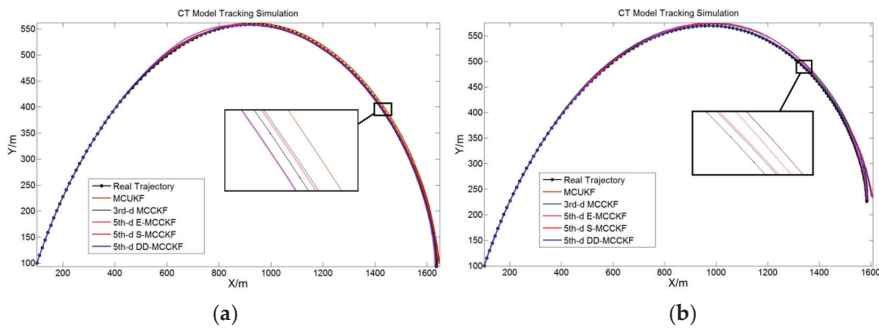 CT Model Tracking Simulation
550
500
450
400
350
300
250
200
150
100
Y/m
Real Trajectory
MCUKF
3rd-d MCCKF
5th-d E-MCCKF
5th-d S-MCCKF
5th-d DD-MCCKF
200
400
600
800
1000
1200
1400
1600
X/m
(a)
CT Model Tracking Simulation
550
500
450
400
350
300
250
200
150
100
Y/m
Real Trajectory
MCUKF
3rd-d MCCKF
5th-d E-MCCKF
5th-d S-MCCKF
5th-d DD-MCCKF
200
400
600
800
1000
1200
1400
1600
X/m
(b)